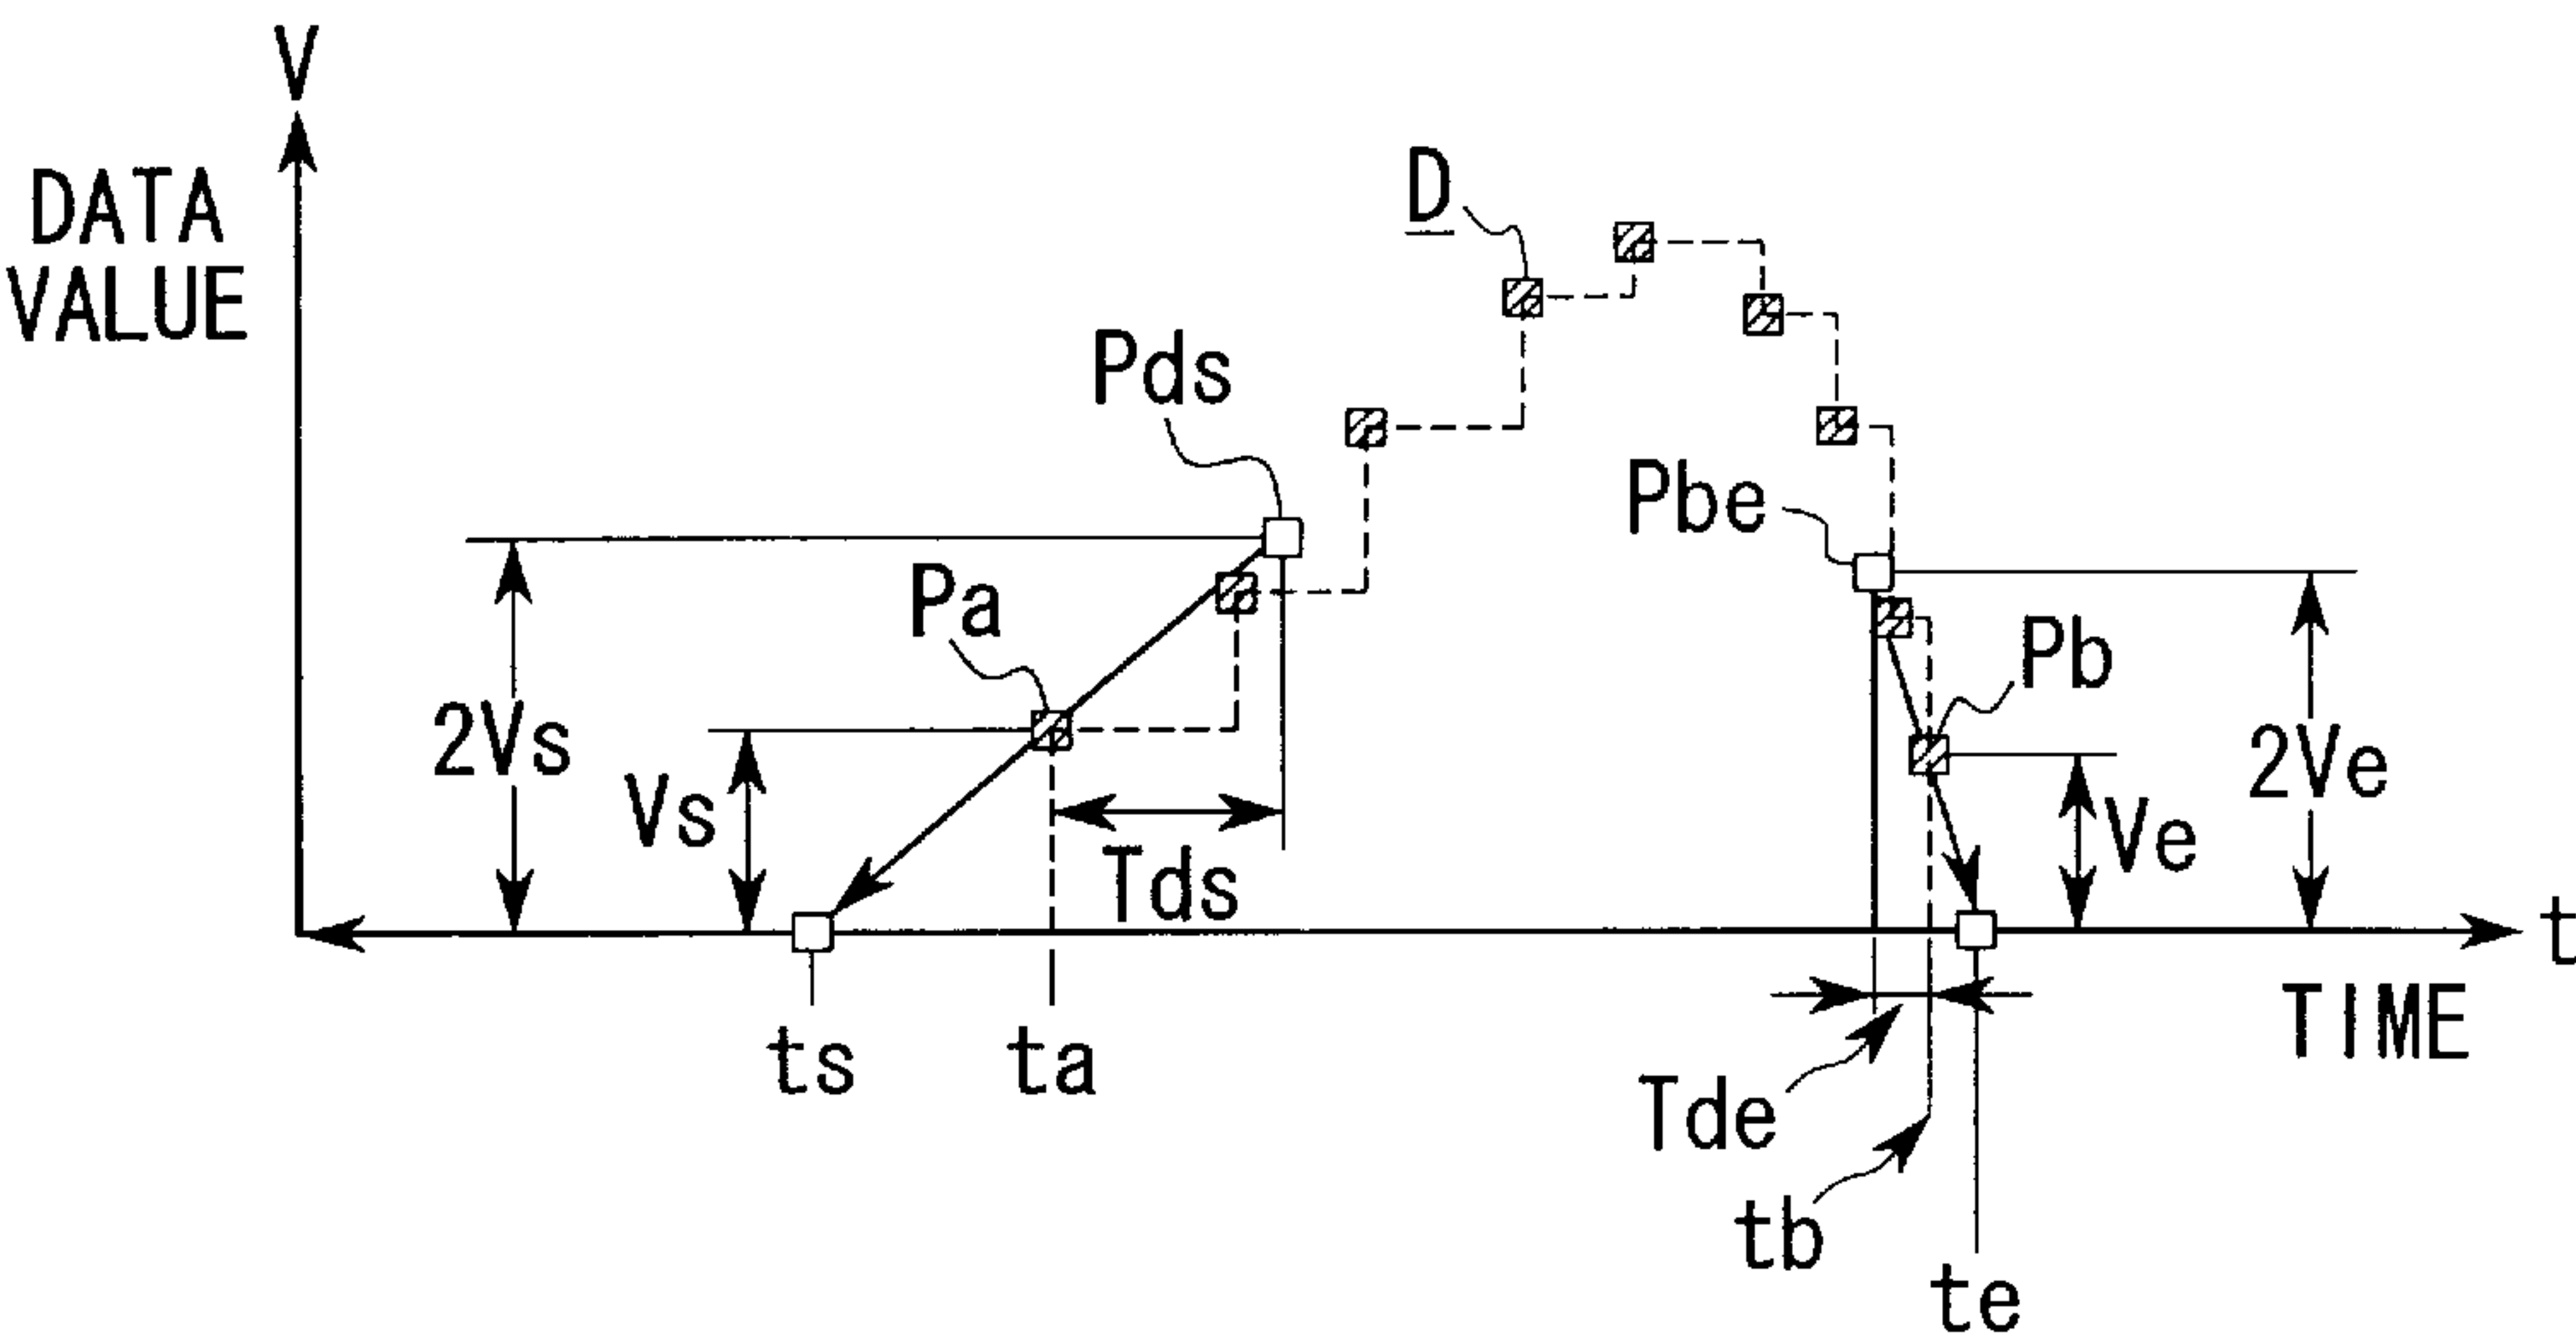 V
DATA
VALUE
D
Pds
Pbe
Pa
Pb
2Vs
Vs
Tds
Ve
2Ve
t
TIME
ts
ta
Tde
tb
te